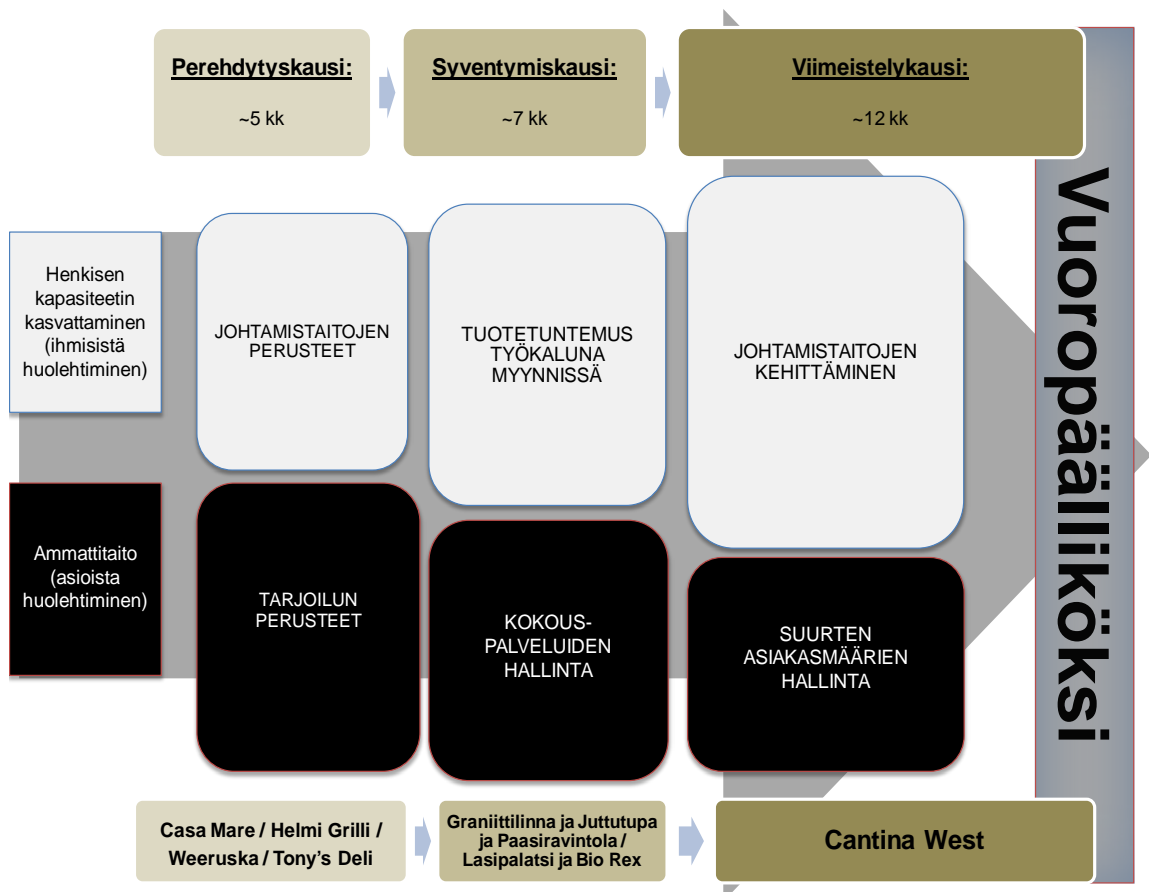 Perehdytyskausi:
~5 kk
Syventymiskausi:
~7 kk
Viimeistelykausi:
~12 kk
Henkisen
kapasiteetin
kasvattaminen
(ihmisistä
huolehtiminen)
JOHTAMISTAITOJEN
PERUSTEET
TUOTETUNTEMUS
TYÖKALUNA
MYYNNISSÄ
JOHTAMISTAITOJEN
KEHITTÄMINEN
Ammattitaito
(asioista
huolehtiminen)
TARJOILUN
PERUSTEET
KOKOUS-
PALVELUIDEN
HALLINTA
SUURTEN
ASIAKASMÄÄRIEN
HALLINTA
Vuoropäälliköksi
Casa Mare / Helmi Grilli /
Weeruska / Tony's Deli
Graniittilinna ja Juttutupa
ja Paasiravintola /
Lasipalatsi ja Bio Rex
Cantina West